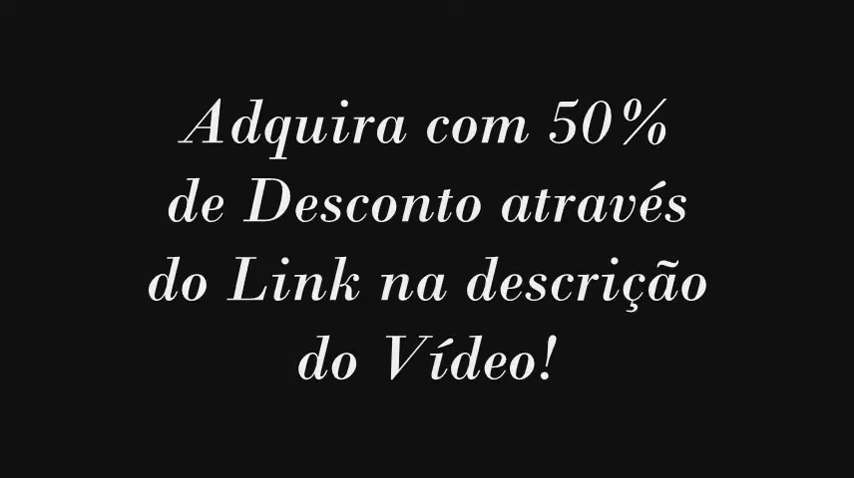 Adquira com 50%
de Desconto através
do Link na descrição
do Vídeo!